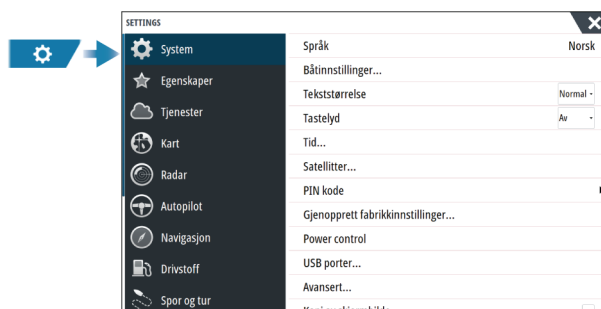 SETTINGS
System
Egenskaper
Tjenester
Kart
Radar
Autopilot
Navigasjon
Drivstoff
Spor og tur
Språk Norsk
Båtinnstillinger...
Tekststørrelse Normal
Tastelyd Av
Tid...
Satellitter...
PIN kode
Gjenopprett fabrikkinnstillinger...
Power control
USB porter...
Avansert...